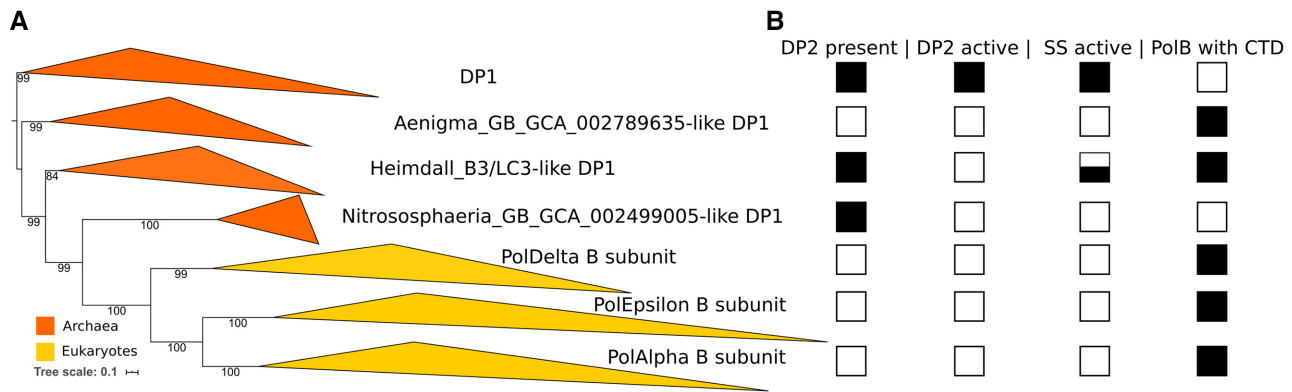 A
B
DP2 present | DP2 active | SS active | PolB with CTD
99
DP1
99
Aenigma_GB_GCA_002789635-like DP1
84
Heimdall_B3/LC3-like DP1
99
100
Nitrososphaeria_GB_GCA_002499005-like DP1
99
99
PolDelta B subunit
100
100
PolEpsilon B subunit
100
100
PolAlpha B subunit
Archaea
Eukaryotes
Tree scale: 0.1